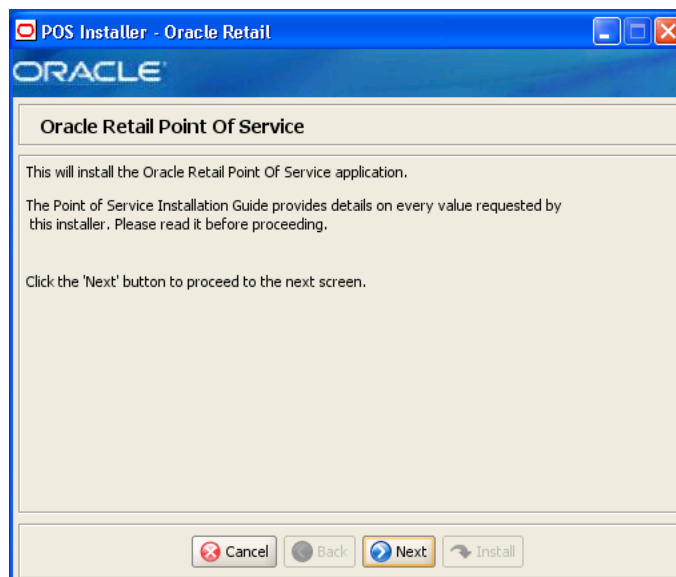 POS Installer - Oracle Retail
ORACLE
Oracle Retail Point Of Service
This will install the Oracle Retail Point Of Service application.
The Point of Service Installation Guide provides details on every value requested by
this installer. Please read it before proceeding.
Click the 'Next' button to proceed to the next screen.
Cancel Back Next Install